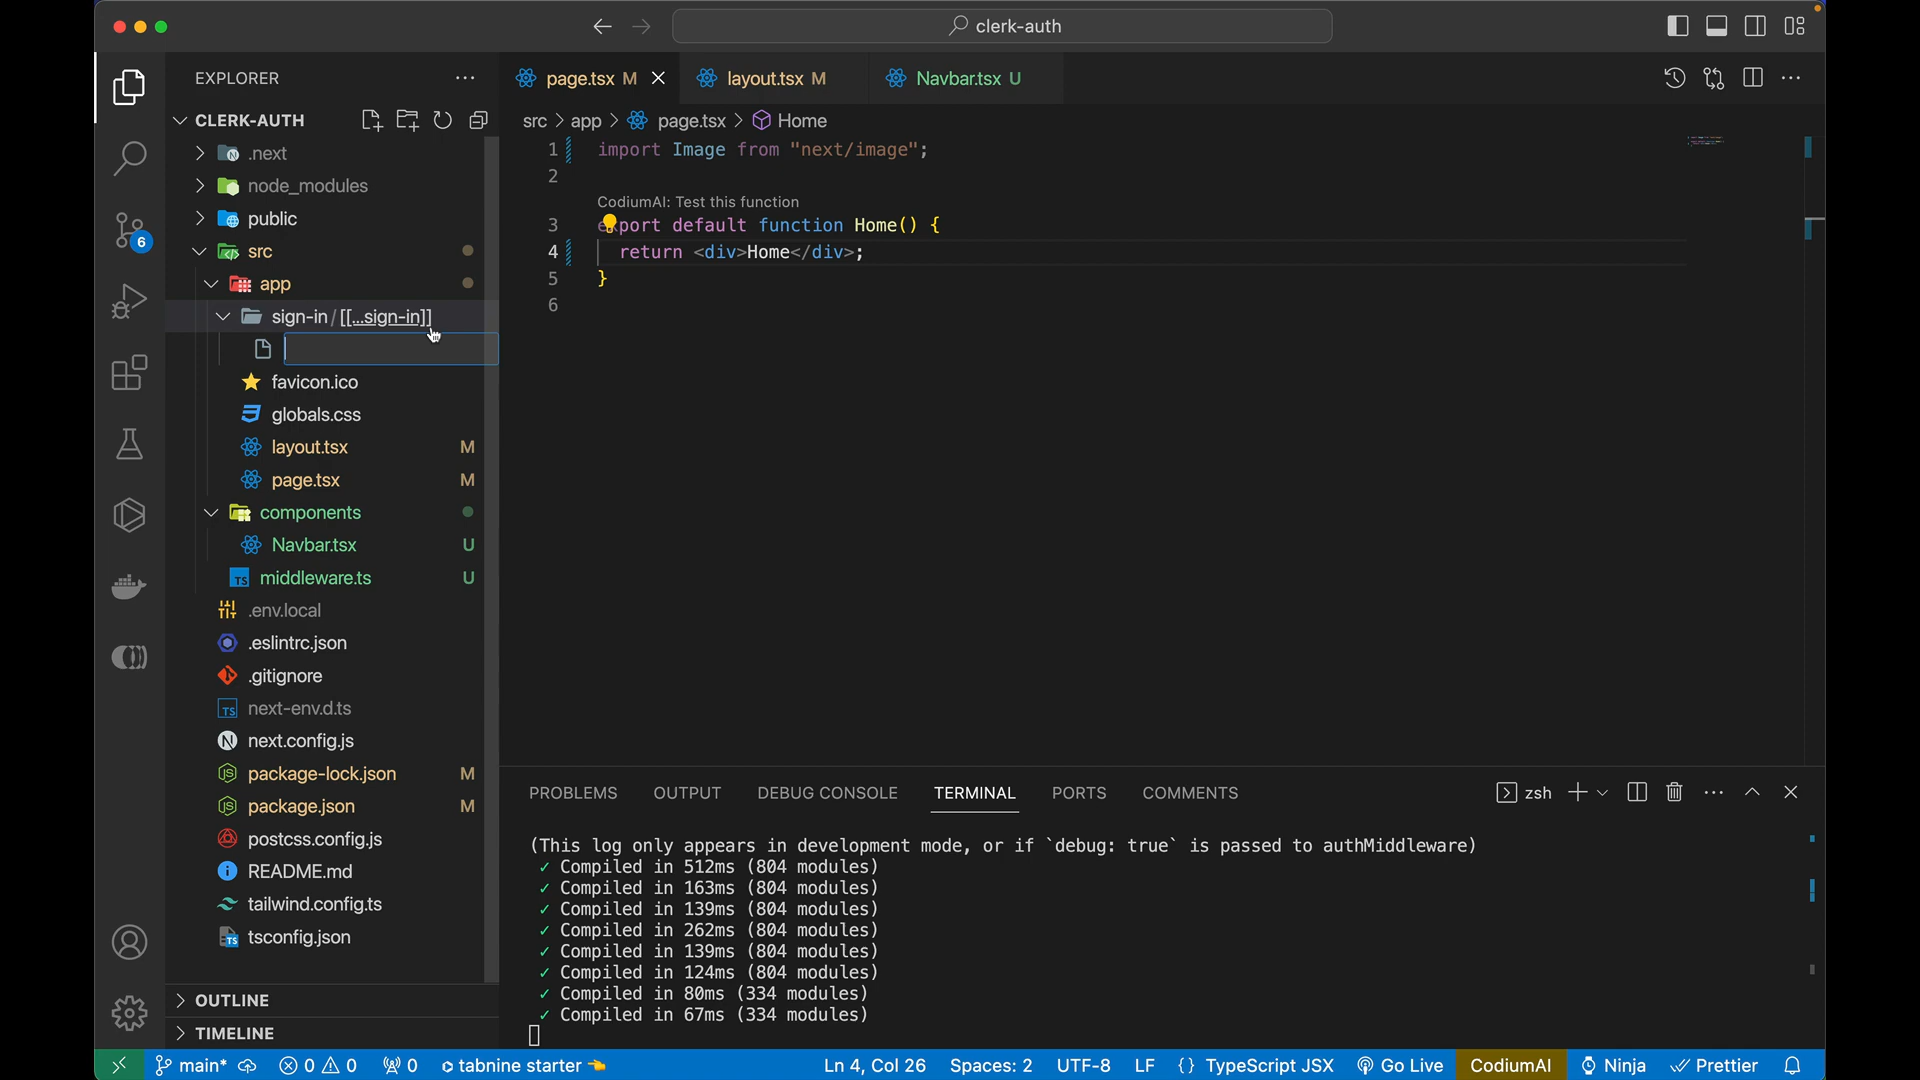 clerk-auth
EXPLORER
CLERK-AUTH
.next
node_modules
public
src
app
sign-in / [[...sign-in]]
favicon.ico
globals.css
layout.tsx M
page.tsx M
components
Navbar.tsx U
middleware.ts U
.env.local
.eslintrc.json
.gitignore
next-env.d.ts
next.config.js
package-lock.json M
package.json M
postcss.config.js
README.md
tailwind.config.ts
tsconfig.json
OUTLINE
TIMELINE
6
page.tsx M
layout.tsx M
Navbar.tsx U
src > app > page.tsx > Home
1 import Image from "next/image";
2
CodiumAI: Test this function
3 export default function Home() {
4 return <div>Home</div>;
5 }
6
PROBLEMS OUTPUT DEBUG CONSOLE TERMINAL PORTS COMMENTS
zsh
(This log only appears in development mode, or if `debug: true` is passed to authMiddleware)
✓ Compiled in 512ms (804 modules)
✓ Compiled in 163ms (804 modules)
✓ Compiled in 139ms (804 modules)
✓ Compiled in 262ms (804 modules)
✓ Compiled in 139ms (804 modules)
✓ Compiled in 124ms (804 modules)
✓ Compiled in 80ms (334 modules)
✓ Compiled in 67ms (334 modules)
main* 0 0 0 tabnine starter Ln 4, Col 26 Spaces: 2 UTF-8 LF {} TypeScript JSX Go Live CodiumAI Ninja Prettier